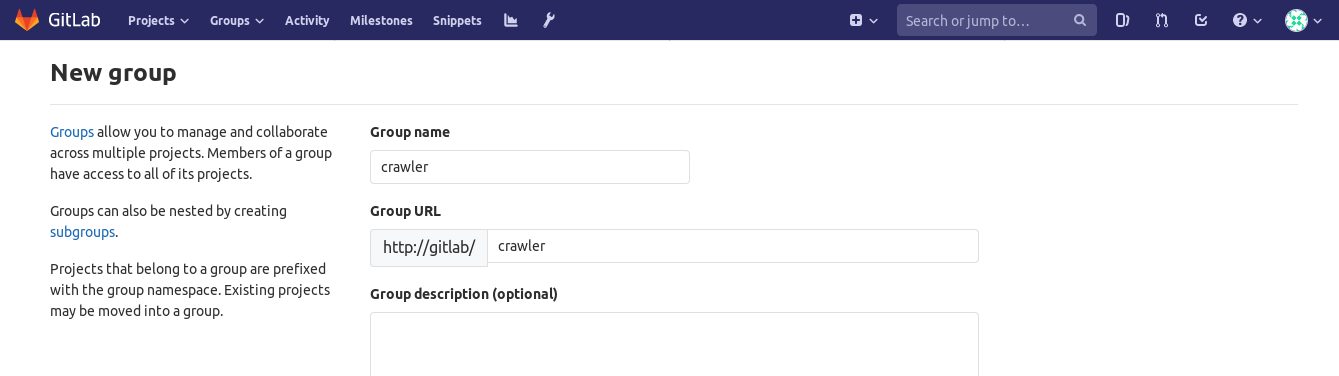 GitLab Projects Groups Activity Milestones Snippets Search or jump to...
New group
Groups allow you to manage and collaborate
across multiple projects. Members of a group
have access to all of its projects.
Groups can also be nested by creating
subgroups.
Projects that belong to a group are prefixed
with the group namespace. Existing projects
may be moved into a group.
Group name
crawler
Group URL
http://gitlab/ crawler
Group description (optional)